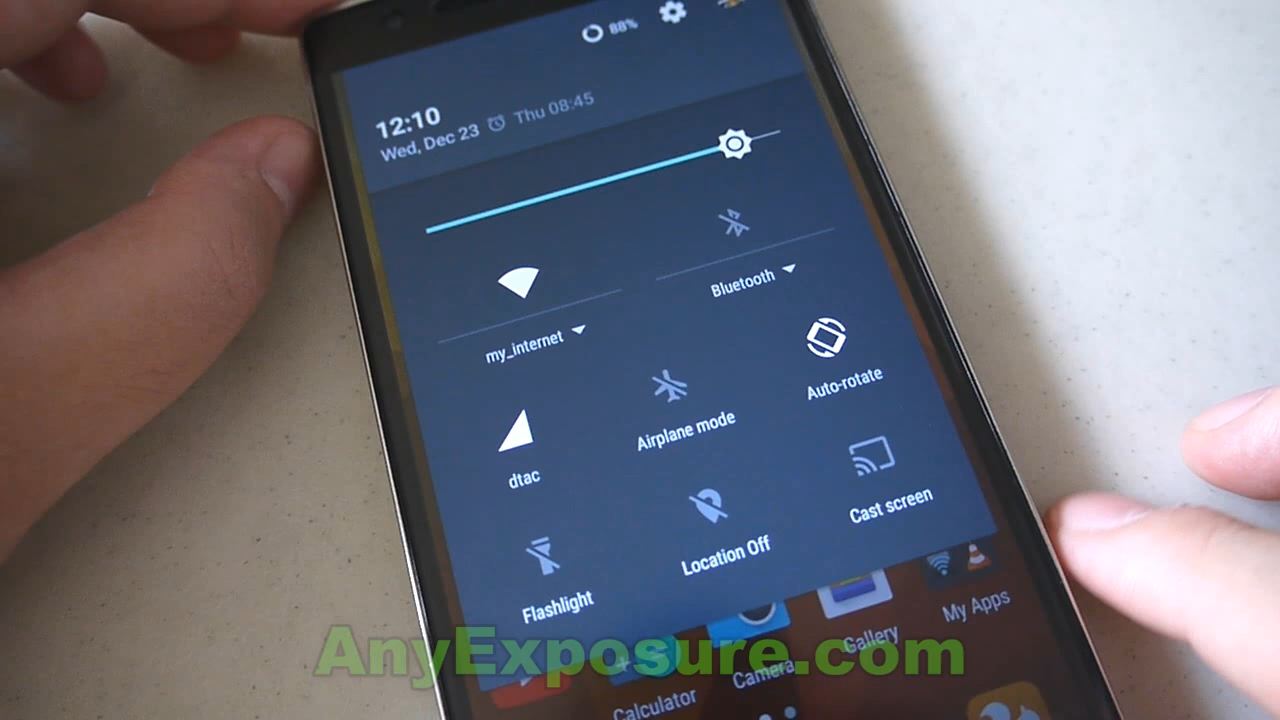 88%
12:10
Wed, Dec 23 Thu 08:45
Bluetooth
my_internet
Auto-rotate
Airplane mode
dtac
Cast screen
Location Off
Flashlight
My Apps
Gallery
Camera
Calculator
AnyExposure.com